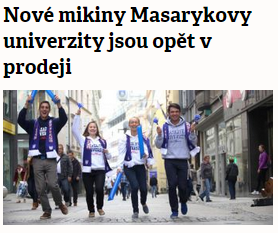 Nové mikiny Masarykovy
univerzity jsou opět v
prodeji